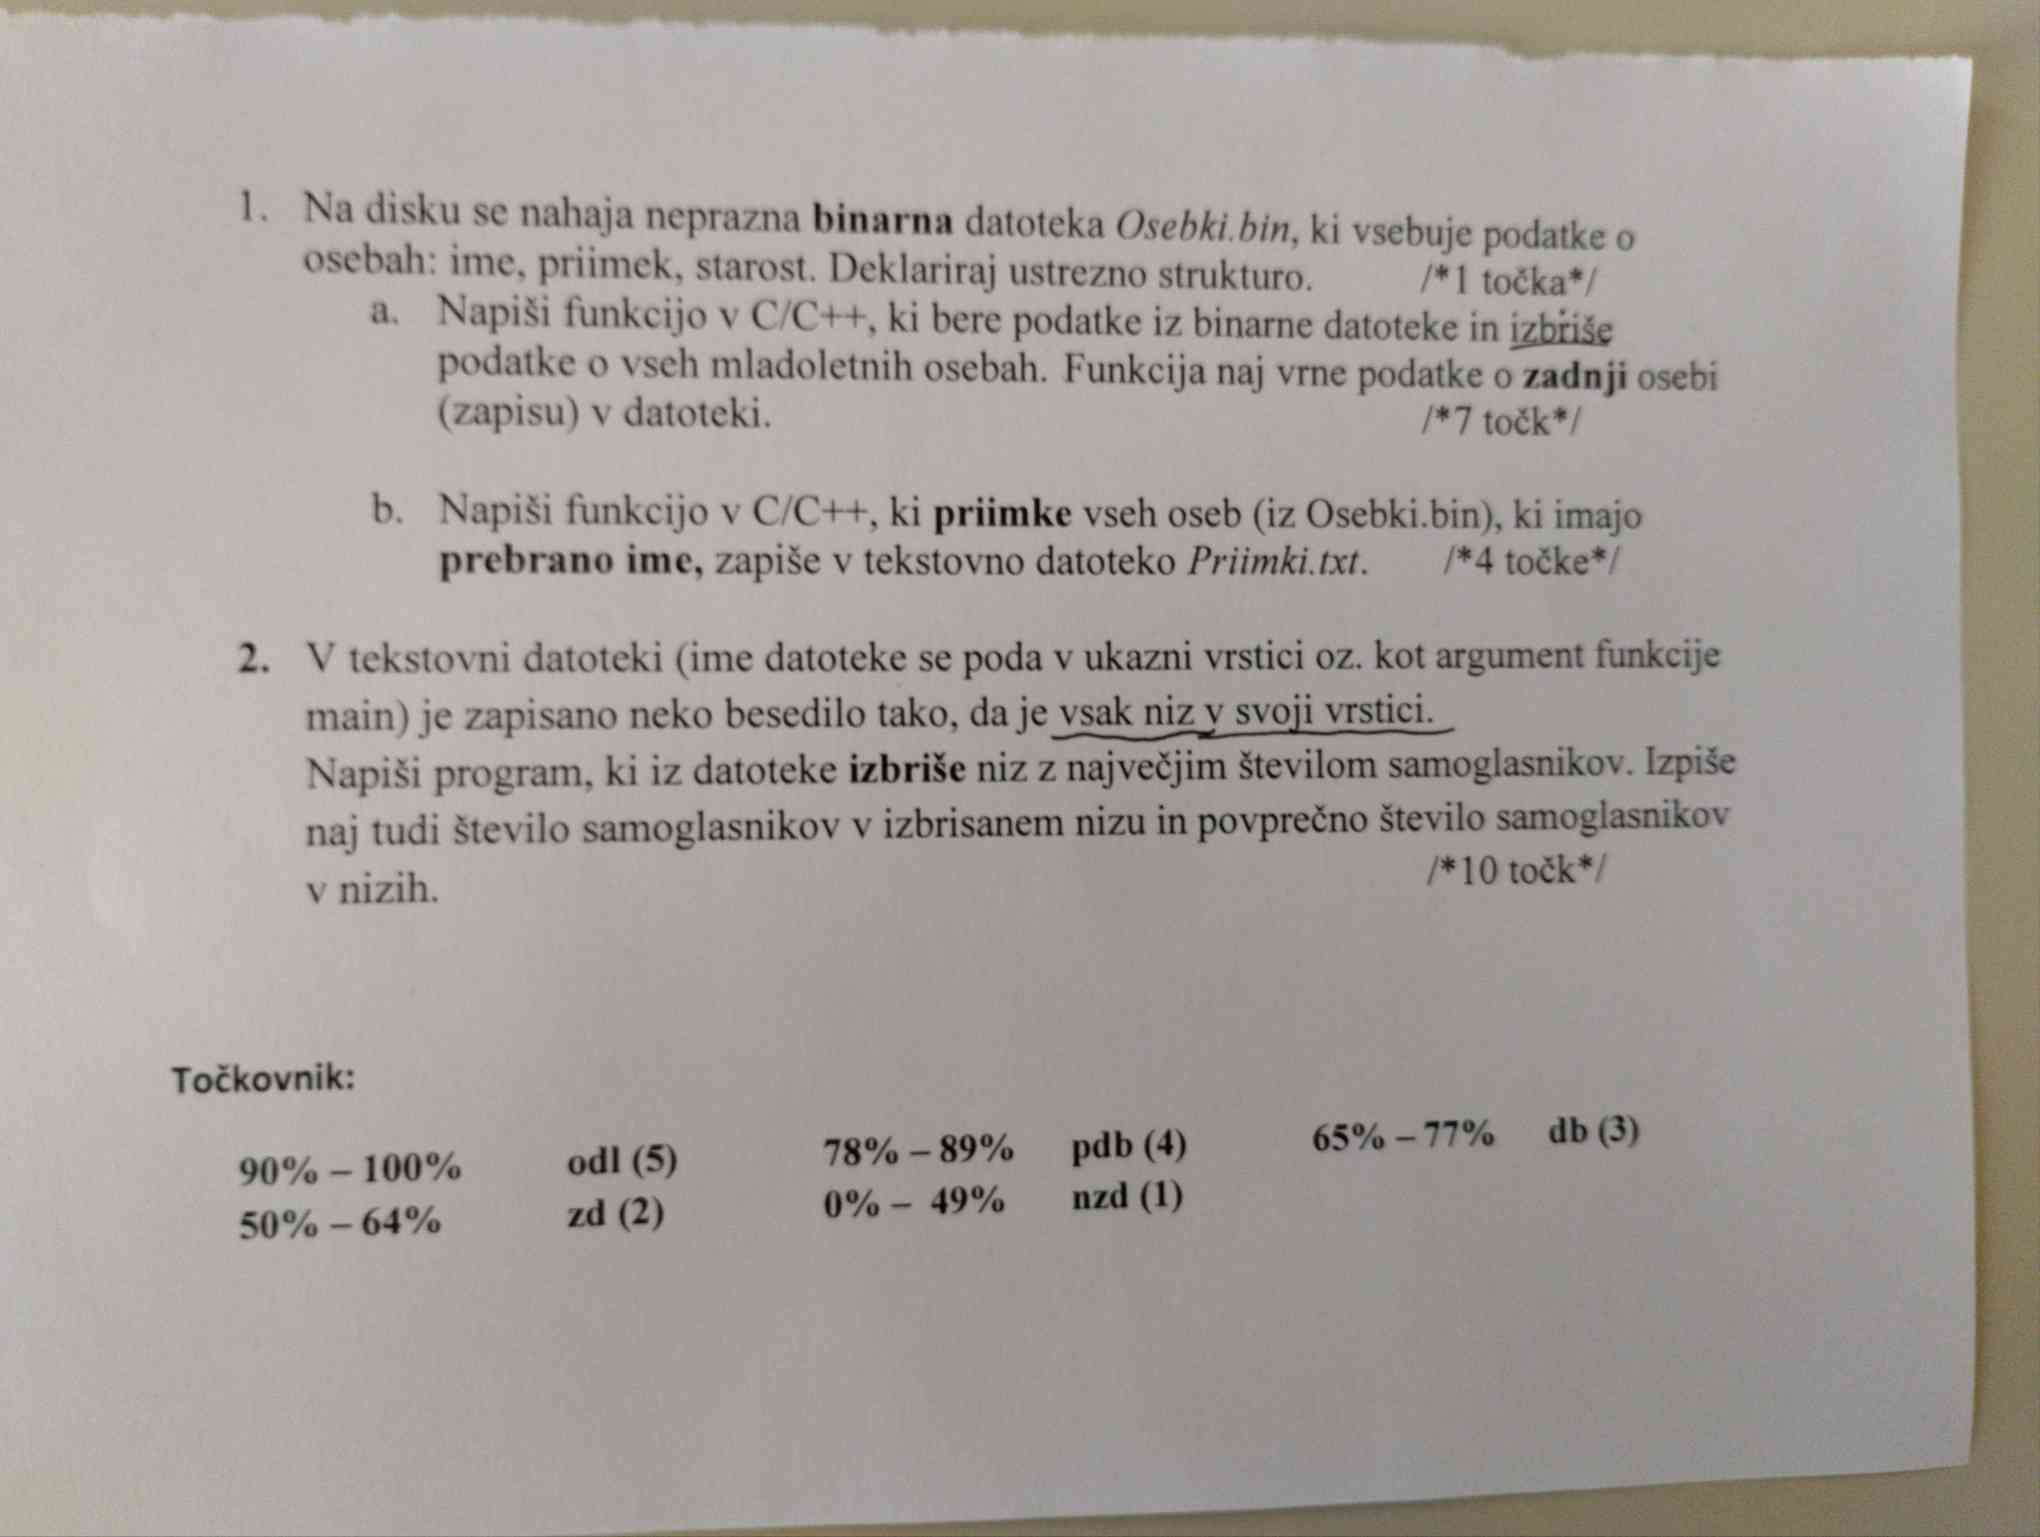 1. Na disku se nahaja neprazna binarna datoteka Osebki.bin, ki vsebuje podatke o
osebah: ime, priimek, starost. Deklariraj ustrezno strukturo. /*1 točka*/
a. Napiši funkcijo v C/C++, ki bere podatke iz binarne datoteke in izbriše
podatke o vseh mladoletnih osebah. Funkcija naj vrne podatke o zadnji osebi
(zapisu) v datoteki. /*7 točk*/
b. Napiši funkcijo v C/C++, ki priimke vseh oseb (iz Osebki.bin), ki imajo
prebrano ime, zapiše v tekstovno datoteko Priimki.txt. /*4 točke*/
2. V tekstovni datoteki (ime datoteke se poda v ukazni vrstici oz. kot argument funkcije
main) je zapisano neko besedilo tako, da je vsak niz v svoji vrstici.
Napiši program, ki iz datoteke izbriše niz z največjim številom samoglasnikov. Izpiše
naj tudi število samoglasnikov v izbrisanem nizu in povprečno število samoglasnikov
v nizih. /*10 točk*/
Točkovnik:
90% – 100% odl (5) 78% – 89% pdb (4) 65% – 77% db (3)
50% – 64% zd (2) 0% – 49% nzd (1)